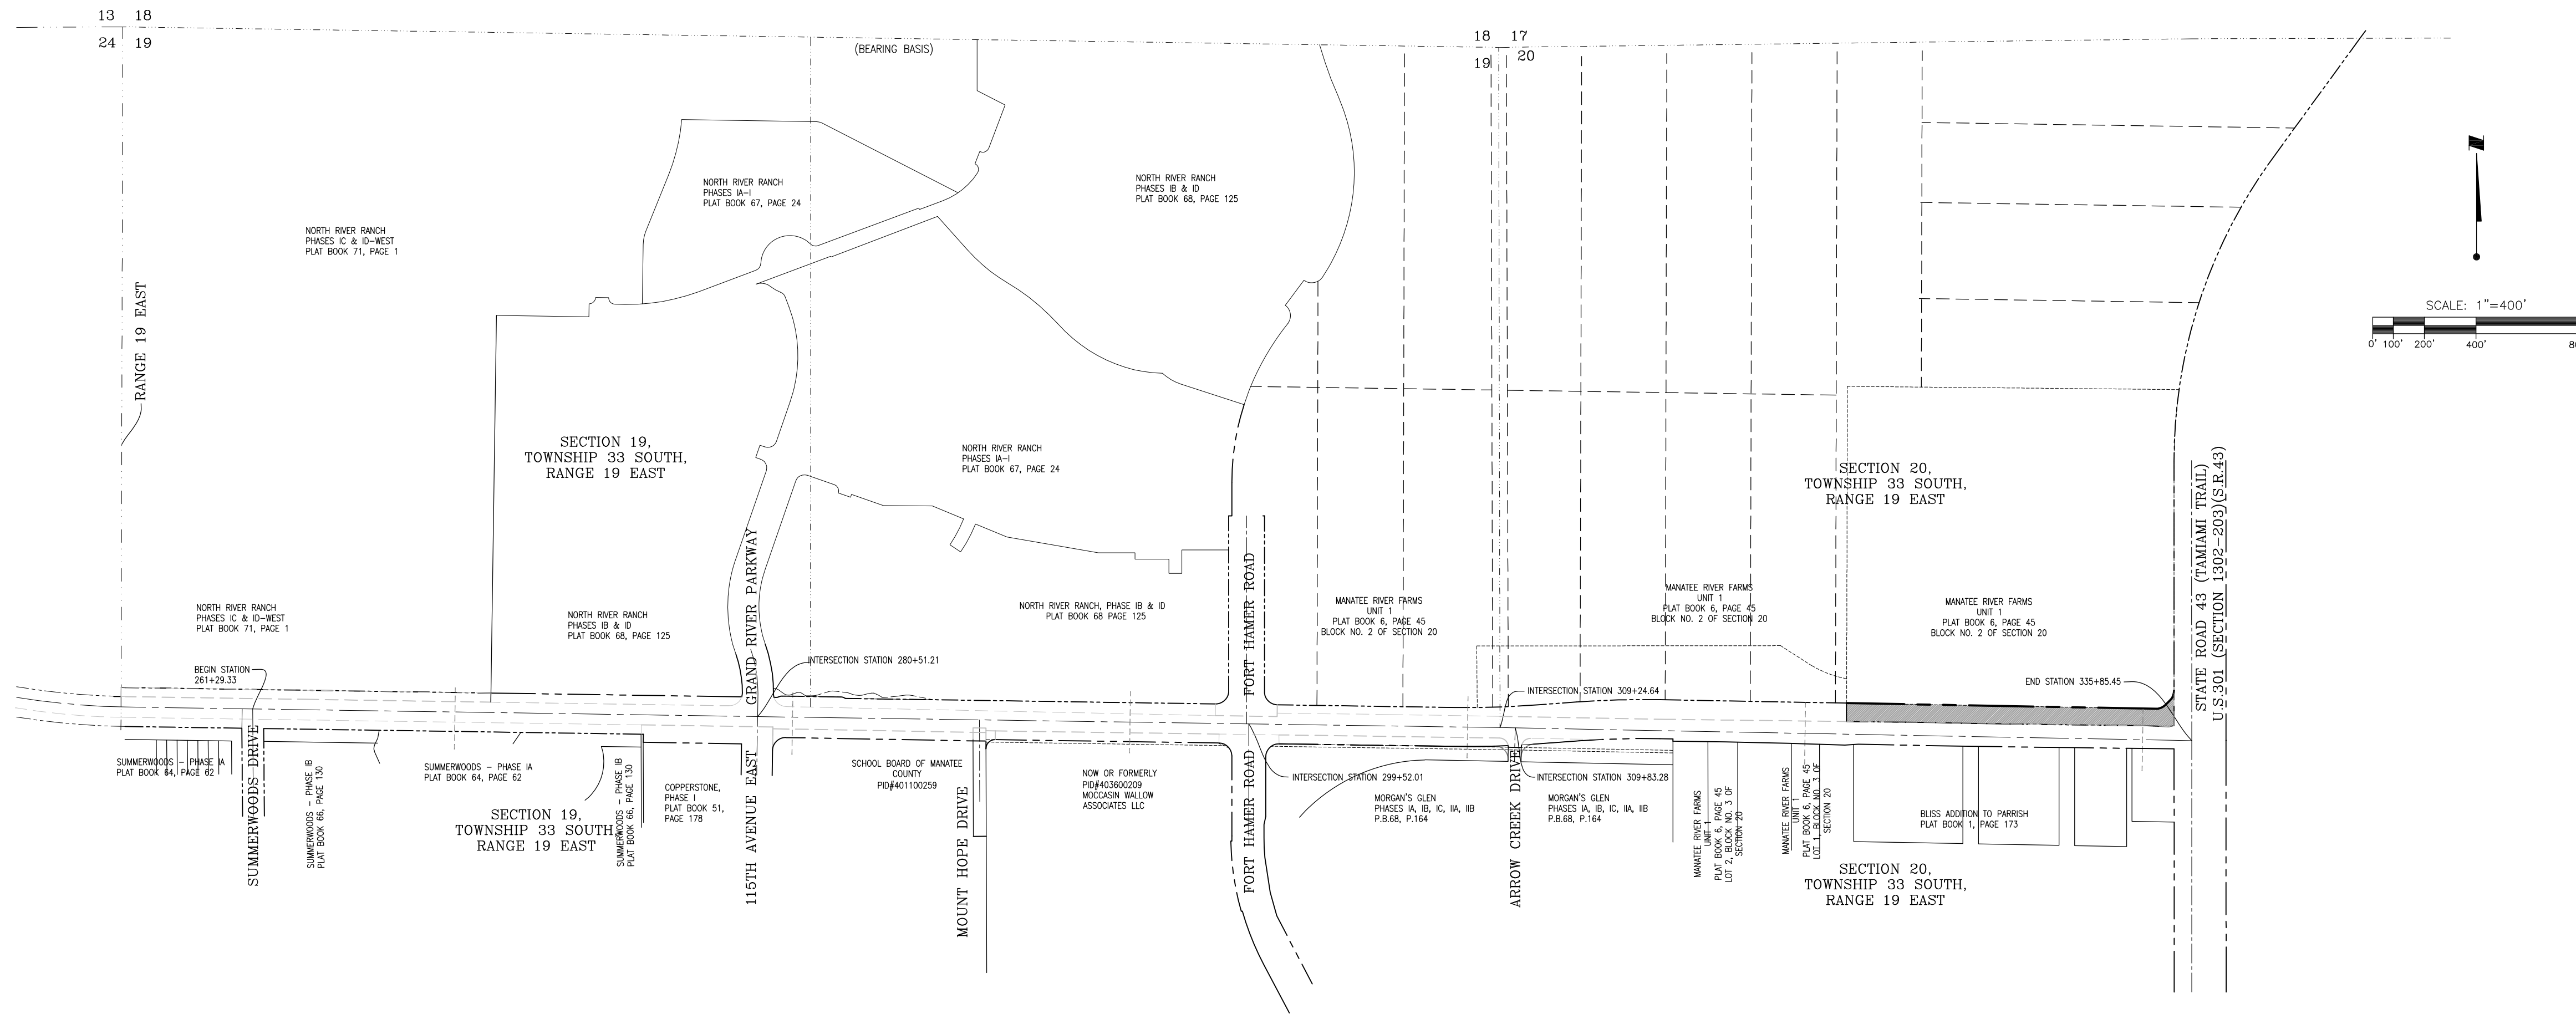 13 18
24 19
(BEARING BASIS)
18 17
19 20
NORTH RIVER RANCH
PHASES IC & ID-WEST
PLAT BOOK 71, PAGE 1
NORTH RIVER RANCH
PHASES IA-I
PLAT BOOK 67, PAGE 24
NORTH RIVER RANCH
PHASES IB & ID
PLAT BOOK 68, PAGE 125
N
SCALE: 1"=400'
0' 100' 200' 400'
RANGE 19 EAST
SECTION 19,
TOWNSHIP 33 SOUTH,
RANGE 19 EAST
NORTH RIVER RANCH
PHASES IA-I
PLAT BOOK 67, PAGE 24
SECTION 20,
TOWNSHIP 33 SOUTH,
RANGE 19 EAST
STATE ROAD 43 (TAMIAMI TRAIL)
U.S.301 (SECTION 1302-203)(S.R.43)
NORTH RIVER RANCH
PHASES IC & ID-WEST
PLAT BOOK 71, PAGE 1
NORTH RIVER RANCH
PHASES IB & ID
PLAT BOOK 68, PAGE 125
GRAND RIVER PARKWAY
NORTH RIVER RANCH, PHASE IB & ID
PLAT BOOK 68 PAGE 125
FORT HAMER ROAD
MANATEE RIVER FARMS
UNIT 1
PLAT BOOK 6, PAGE 45
BLOCK NO. 2 OF SECTION 20
MANATEE RIVER FARMS
UNIT 1
PLAT BOOK 6, PAGE 45
BLOCK NO. 2 OF SECTION 20
MANATEE RIVER FARMS
UNIT 1
PLAT BOOK 6, PAGE 45
BLOCK NO. 2 OF SECTION 20
BEGIN STATION
261+29.33
INTERSECTION STATION 280+51.21
INTERSECTION STATION 309+24.64
END STATION 335+85.45
SUMMERWOODS - PHASE IA
PLAT BOOK 64, PAGE 62
SUMMERWOODS DRIVE
SUMMERWOODS - PHASE IB
PLAT BOOK 66, PAGE 130
SUMMERWOODS - PHASE IA
PLAT BOOK 64, PAGE 62
SECTION 19,
TOWNSHIP 33 SOUTH,
RANGE 19 EAST
SUMMERWOODS - PHASE IB
PLAT BOOK 66, PAGE 130
COPPERSTONE,
PHASE I
PLAT BOOK 51,
PAGE 178
115TH AVENUE EAST
SCHOOL BOARD OF MANATEE
COUNTY
PID#401100259
MOUNT HOPE DRIVE
NOW OR FORMERLY
PID#403600209
MOCCASIN WALLOW
ASSOCIATES LLC
FORT HAMER ROAD
INTERSECTION STATION 299+52.01
MORGAN'S GLEN
PHASES IA, IB, IC, IIA, IIB
P.B.68, P.164
ARROW CREEK DRIVE
INTERSECTION STATION 309+83.28
MORGAN'S GLEN
PHASES IA, IB, IC, IIA, IIB
P.B.68, P.164
MANATEE RIVER FARMS
UNIT 1
PLAT BOOK 6, PAGE 45
LOT 2, BLOCK NO. 3 OF
SECTION 20
MANATEE RIVER FARMS
UNIT 1
PLAT BOOK 6, PAGE 45
LOT 1, BLOCK NO. 3 OF
SECTION 20
BLISS ADDITION TO PARRISH
PLAT BOOK 1, PAGE 173
SECTION 20,
TOWNSHIP 33 SOUTH,
RANGE 19 EAST